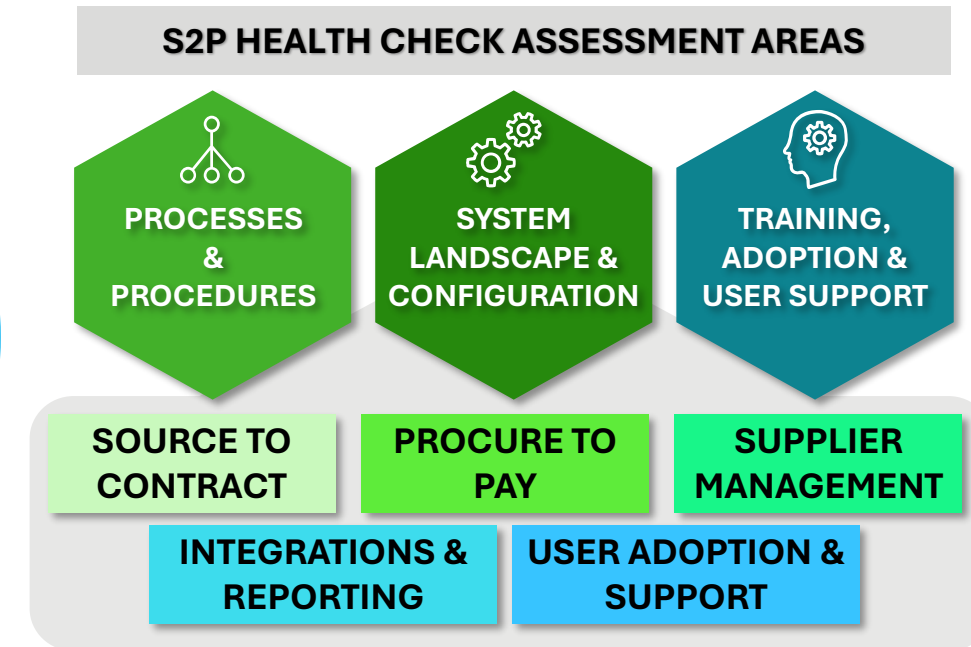 S2P HEALTH CHECK ASSESSMENT AREAS
PROCESSES
&
PROCEDURES
SYSTEM
LANDSCAPE &
CONFIGURATION
TRAINING,
ADOPTION &
USER SUPPORT
SOURCE TO
CONTRACT
PROCURE TO
PAY
SUPPLIER
MANAGEMENT
INTEGRATIONS &
REPORTING
USER ADOPTION &
SUPPORT